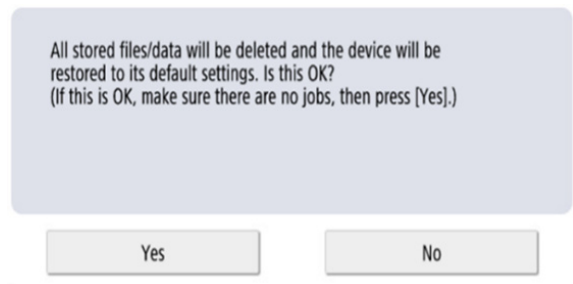 All stored files/data will be deleted and the device will be
restored to its default settings. Is this OK?
(If this is OK, make sure there are no jobs, then press [Yes].)
Yes
No